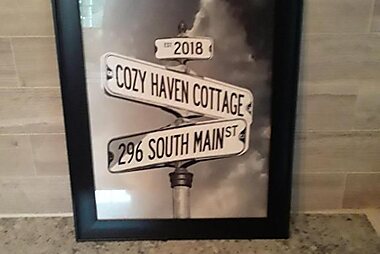 EST 2018
COZY HAVEN COTTAGE
296 SOUTH MAIN ST